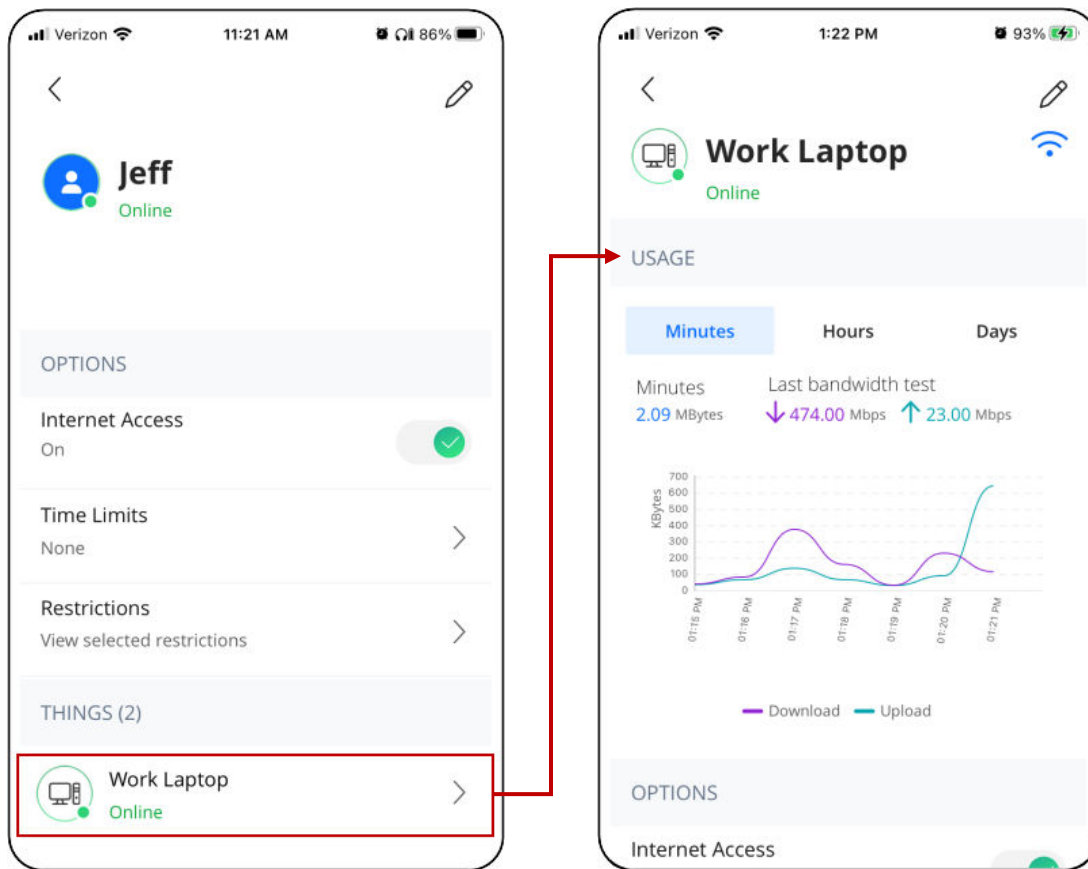 Verizon 11:21 AM 86%
Jeff
Online
OPTIONS
Internet Access
On
Time Limits
None
Restrictions
View selected restrictions
THINGS (2)
Work Laptop
Online
Verizon 1:22 PM 93%
Work Laptop
Online
USAGE
Minutes Hours Days
Minutes Last bandwidth test
2.09 MBytes 474.00 Mbps 23.00 Mbps
KBytes
700
600
500
400
300
200
100
0
01:15 PM 01:16 PM 01:17 PM 01:18 PM 01:19 PM 01:20 PM 01:21 PM
Download Upload
OPTIONS
Internet Access